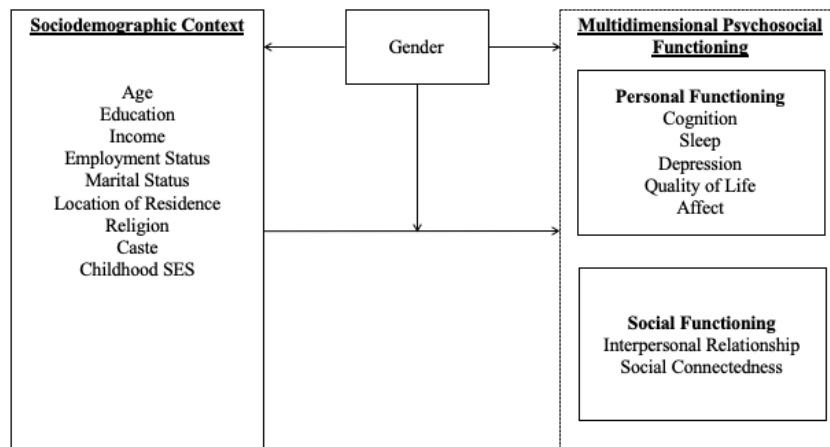 Sociodemographic Context
Age
Education
Income
Employment Status
Marital Status
Location of Residence
Religion
Caste
Childhood SES
Gender
Multidimensional Psychosocial
Functioning
Personal Functioning
Cognition
Sleep
Depression
Quality of Life
Affect
Social Functioning
Interpersonal Relationship
Social Connectedness